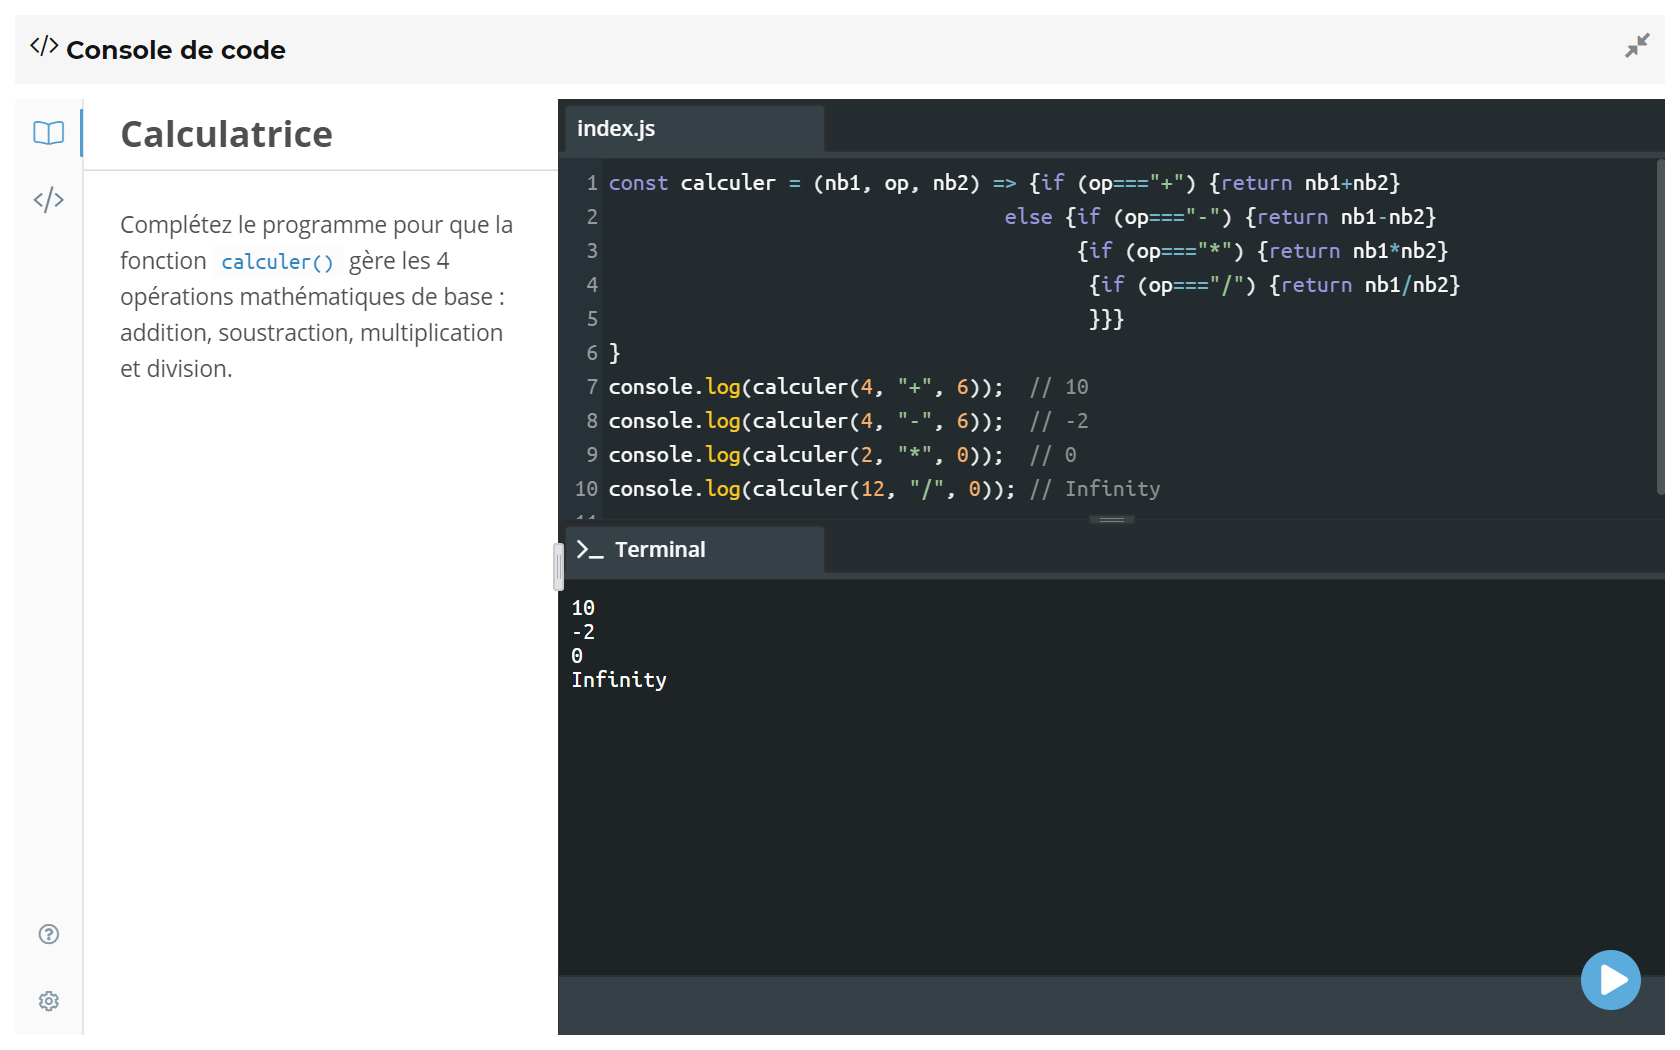 </> Console de code
Calculatrice
Complétez le programme pour que la
fonction calculer() gère les 4
opérations mathématiques de base :
addition, soustraction, multiplication
et division.
index.js
1 const calculer = (nb1, op, nb2) => {if (op==="+") {return nb1+nb2}
2 else {if (op==="-") {return nb1-nb2}
3 {if (op==="*") {return nb1*nb2}
4 {if (op==="/") {return nb1/nb2}
5 }}}
6 }
7 console.log(calculer(4, "+", 6)); // 10
8 console.log(calculer(4, "-", 6)); // -2
9 console.log(calculer(2, "*", 0)); // 0
10 console.log(calculer(12, "/", 0)); // Infinity
>_ Terminal
10
-2
0
Infinity